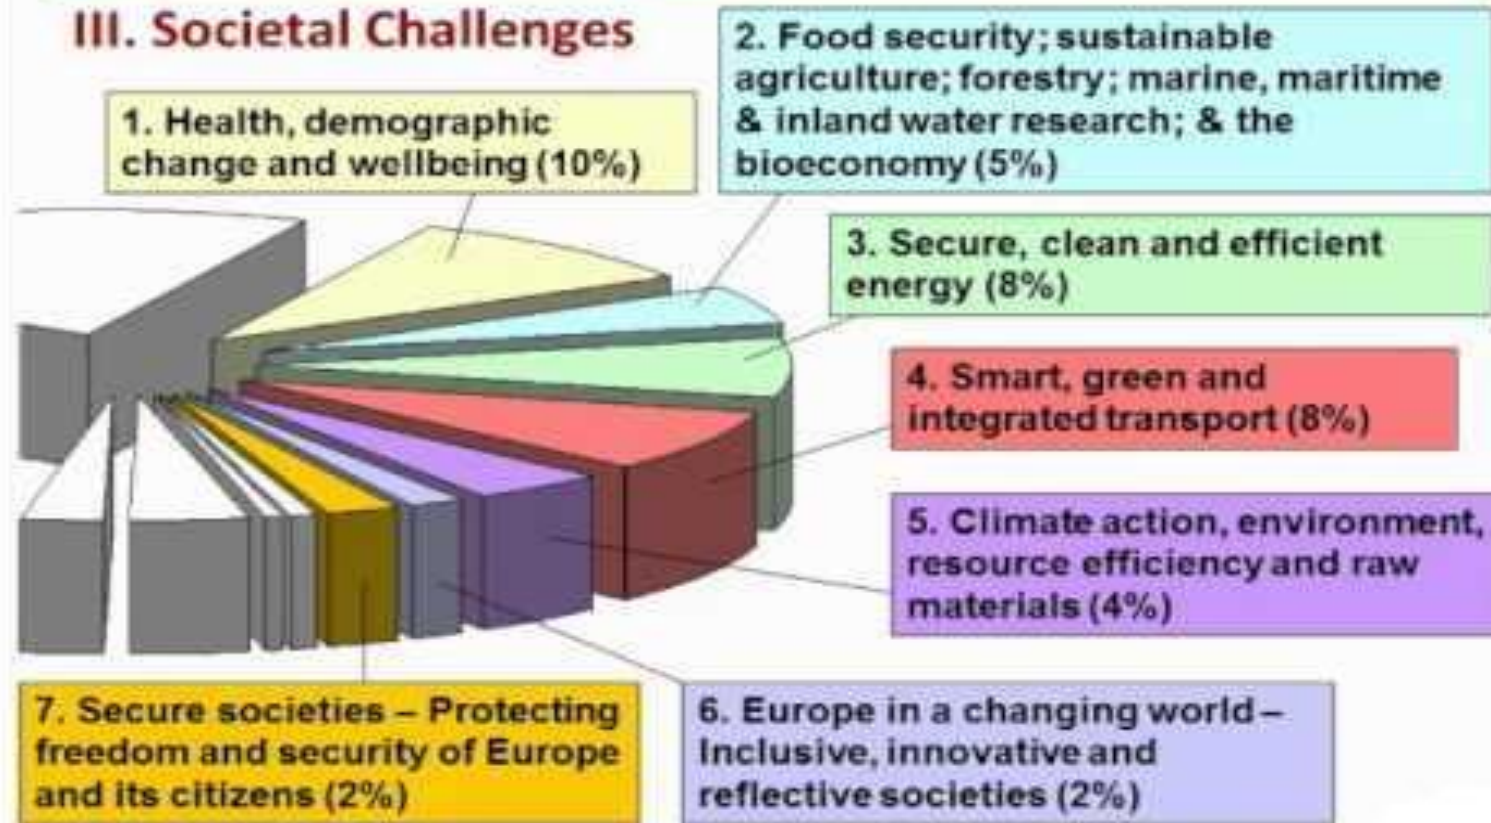 III. Societal Challenges
1. Health, demographic
change and wellbeing (10%)
2. Food security; sustainable
agriculture; forestry; marine, maritime
& inland water research; & the
bioeconomy (5%)
3. Secure, clean and efficient
energy (8%)
4. Smart, green and
integrated transport (8%)
5. Climate action, environment,
resource efficiency and raw
materials (4%)
6. Europe in a changing world –
Inclusive, innovative and
reflective societies (2%)
7. Secure societies – Protecting
freedom and security of Europe
and its citizens (2%)